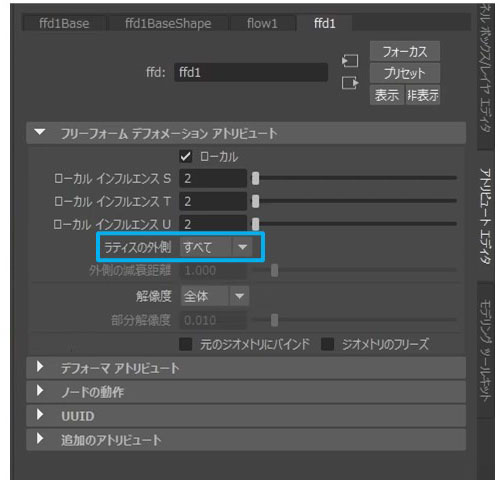 ffd1Base ffd1BaseShape flow1 ffd1
フォーカス
ffd: ffd1 プリセット
表示 非表示
フリーフォーム デフォメーション アトリビュート
ローカル
ローカル インフルエンス S 2
ローカル インフルエンス T 2
ローカル インフルエンス U 2
ラティスの外側 すべて
外側の減衰距離 1.000
解像度 全体
部分解像度 0.010
元のジオメトリにバインド ジオメトリのフリーズ
デフォーマ アトリビュート
ノードの動作
UUID
追加のアトリビュート
ネル ボックス/レイヤ エディタ
アトリビュート エディタ
モデリング ツールキット